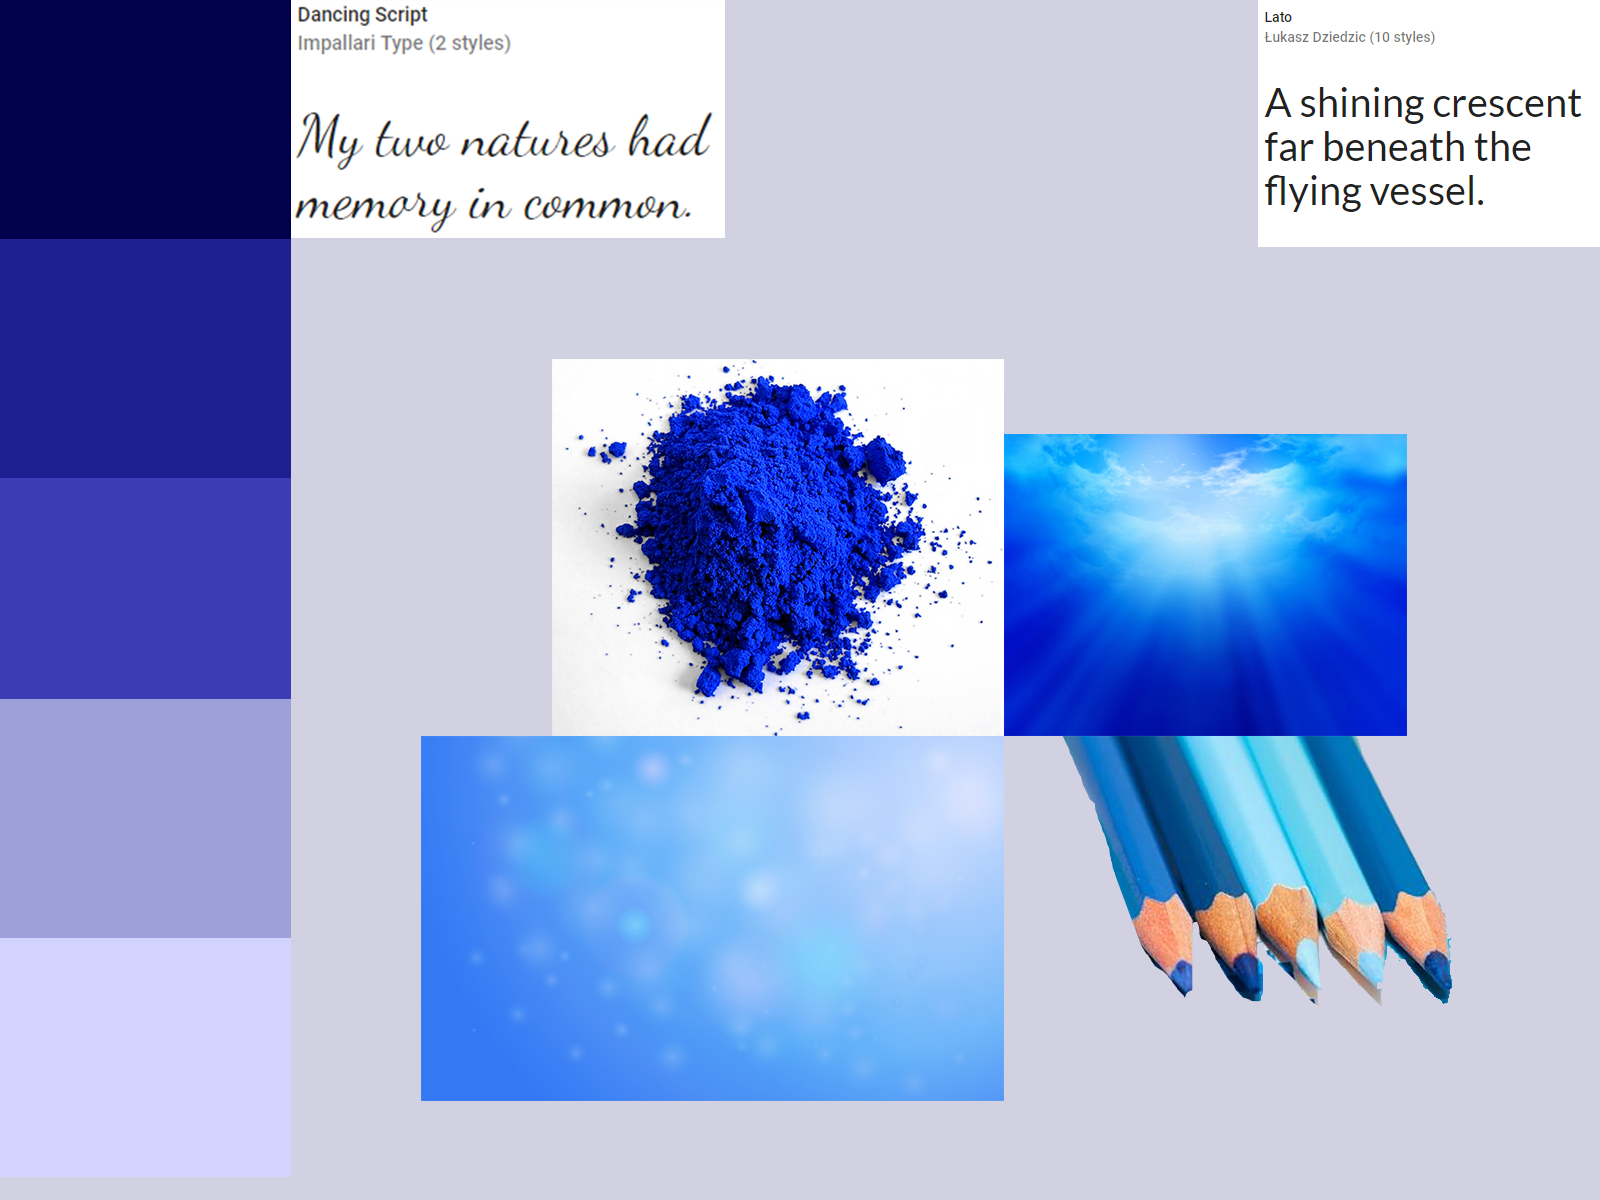 Dancing Script
Impallari Type (2 styles)
My two natures had
memory in common.
Lato
Łukasz Dziedzic (10 styles)
A shining crescent
far beneath the
flying vessel.